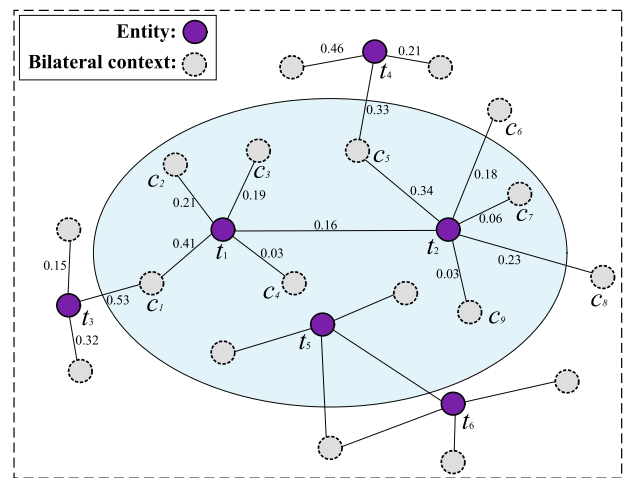 Entity:
Bilateral context:
0.46
0.21
t4
0.33
c6
c2
c3
c5
0.18
0.21
0.19
0.34
0.06
c7
0.16
t1
t2
0.15
0.41
0.03
0.23
0.03
0.53
c1
c4
c8
t3
c9
0.32
t5
t6